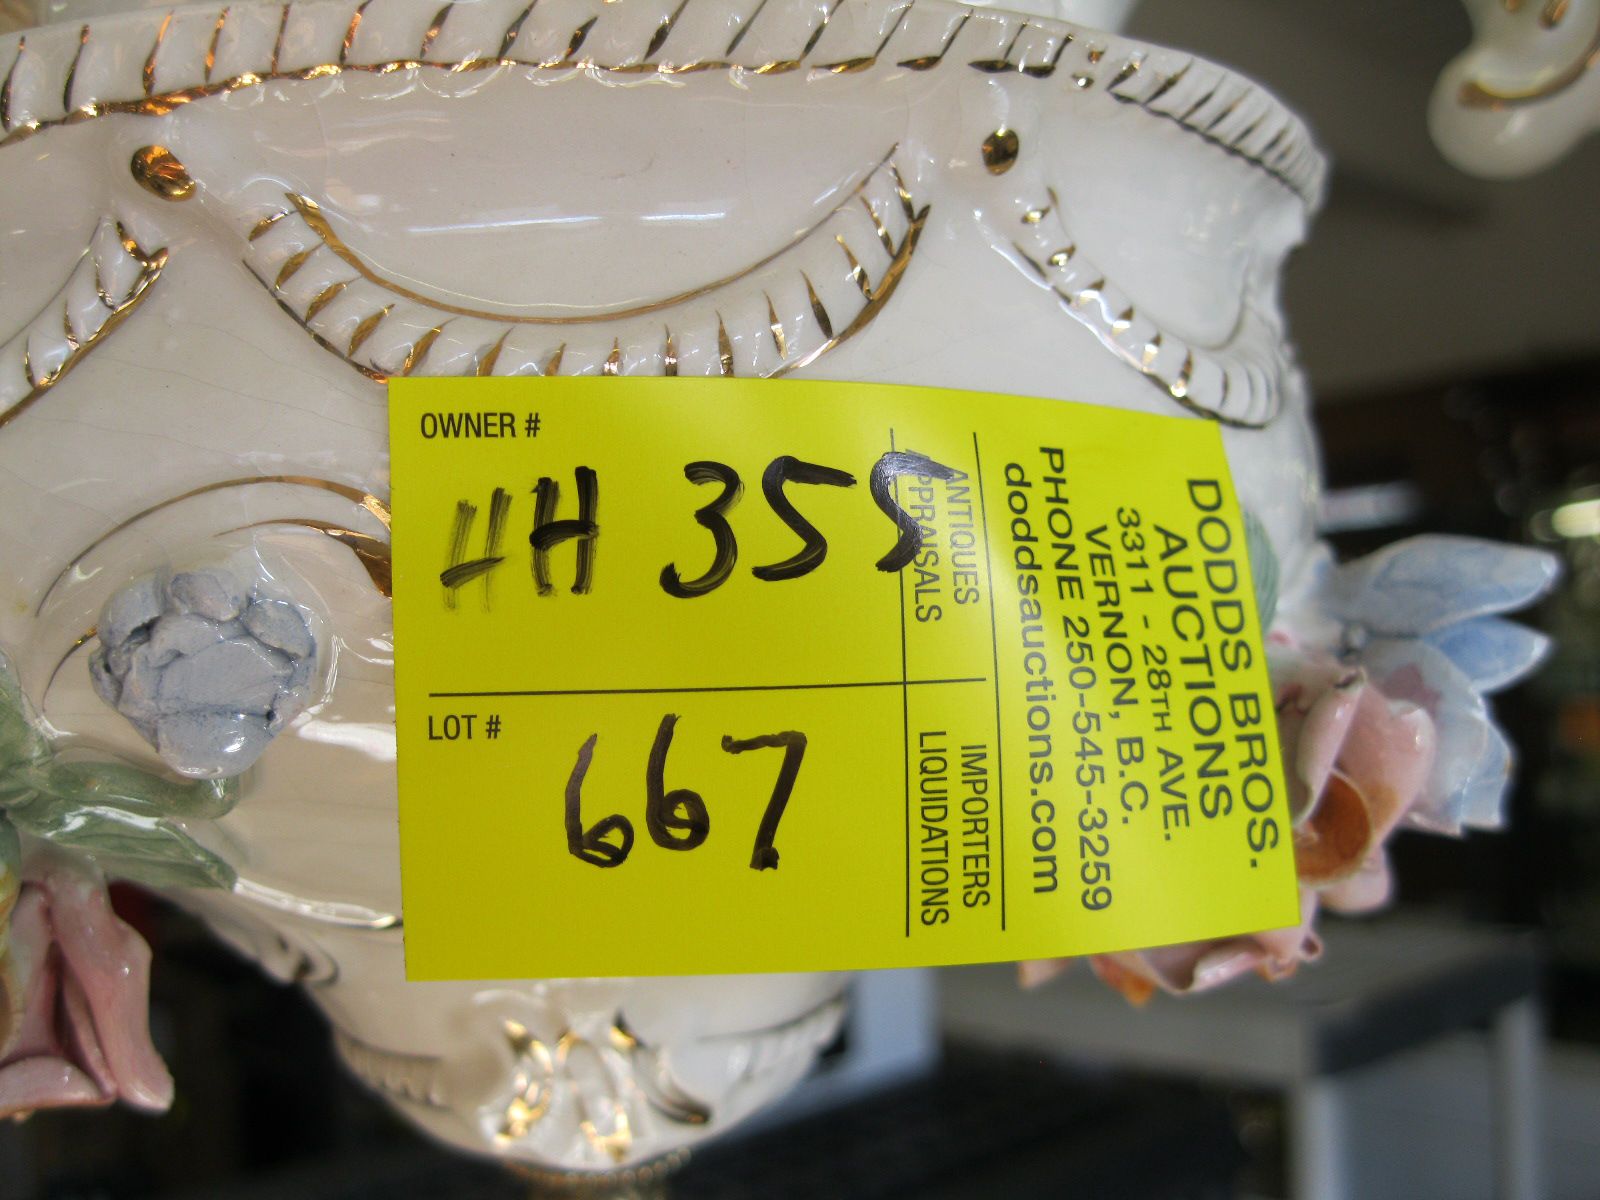 OWNER #
HH 355
LOT #
667
ANTIQUES
APPRAISALS
IMPORTERS
LIQUIDATIONS
DODDS BROS.
AUCTIONS
3311 - 28TH AVE.
VERNON, B.C.
PHONE 250-545-3259
doddsauctions.com